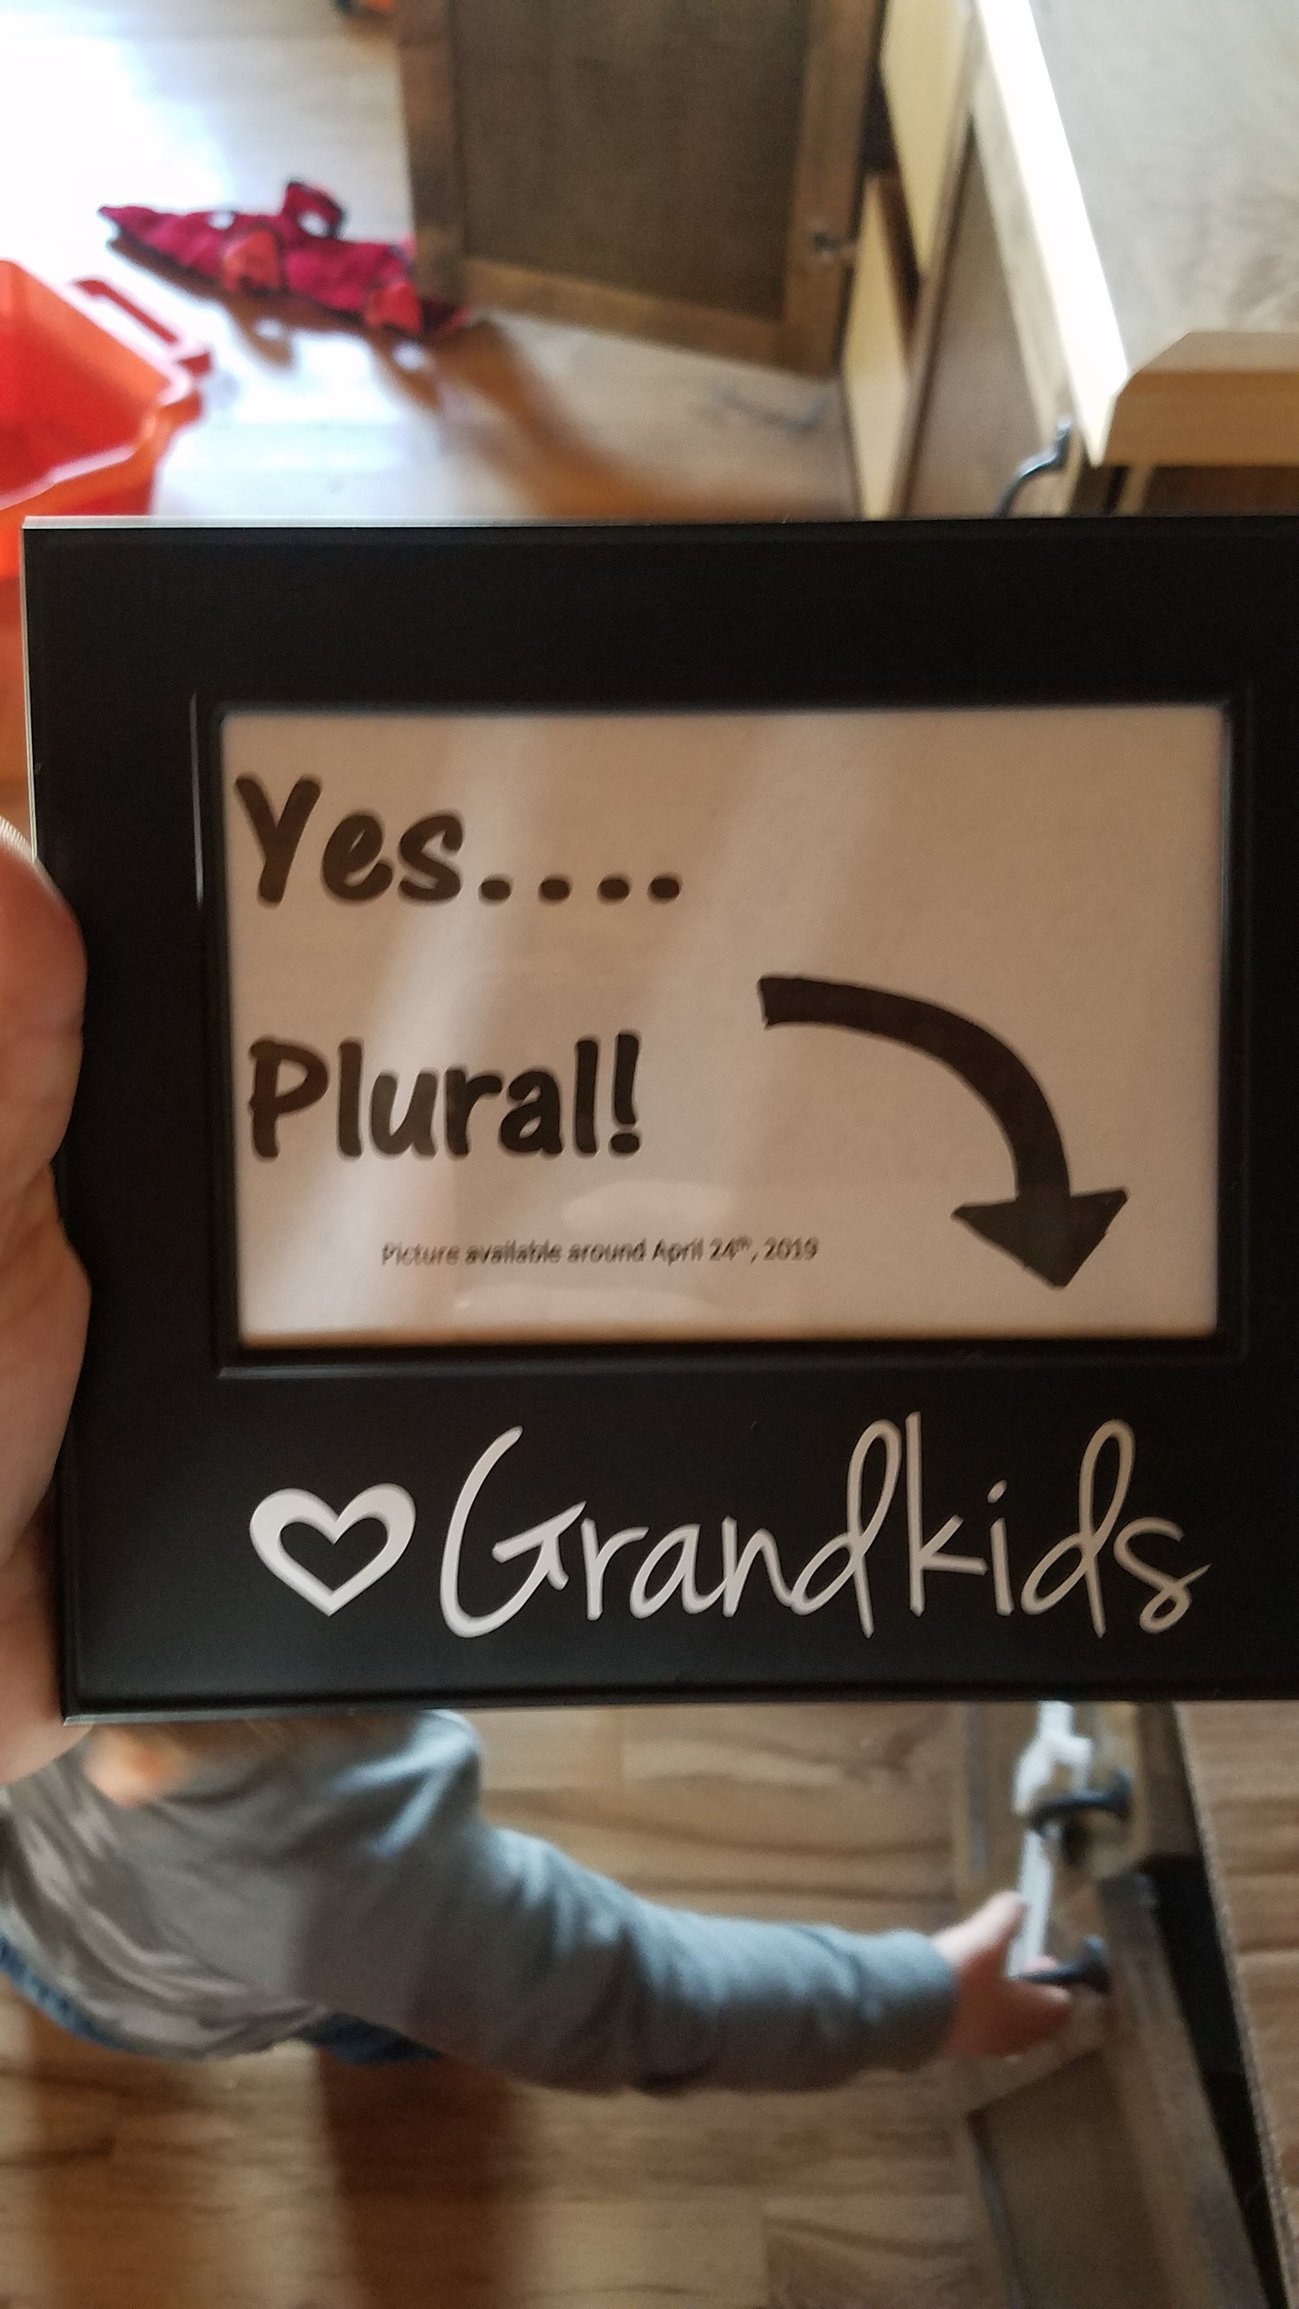 Yes....
Plural!
Picture available around April 24th, 2019
Grandkids